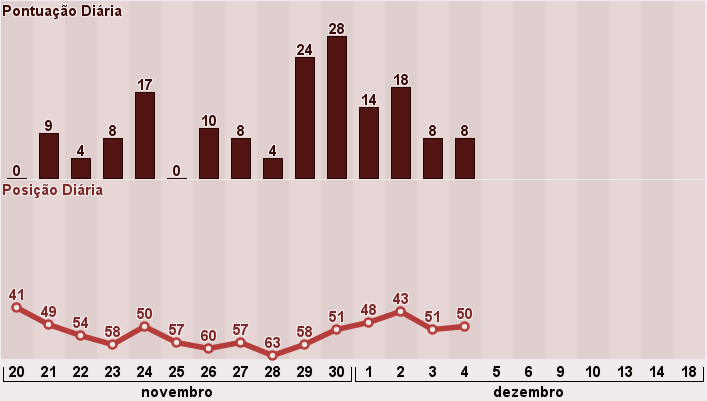 Pontuação Diária
0 9 4 8 17 0 10 8 4 24 28 14 18 8 8
Posição Diária
41 49 54 58 50 57 60 57 63 58 51 48 43 51 50
20 21 22 23 24 25 26 27 28 29 30 1 2 3 4 5 6 9 10 13 14 18
novembro dezembro